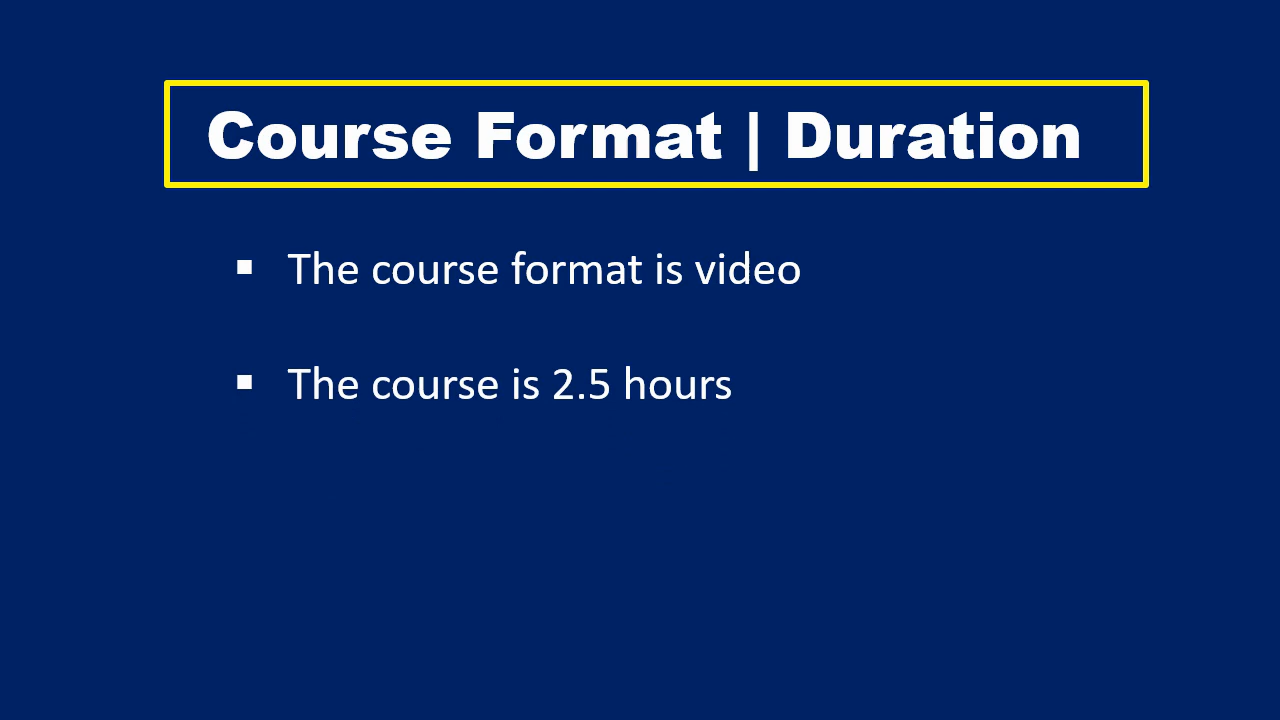 Course Format | Duration
▪ The course format is video
▪ The course is 2.5 hours